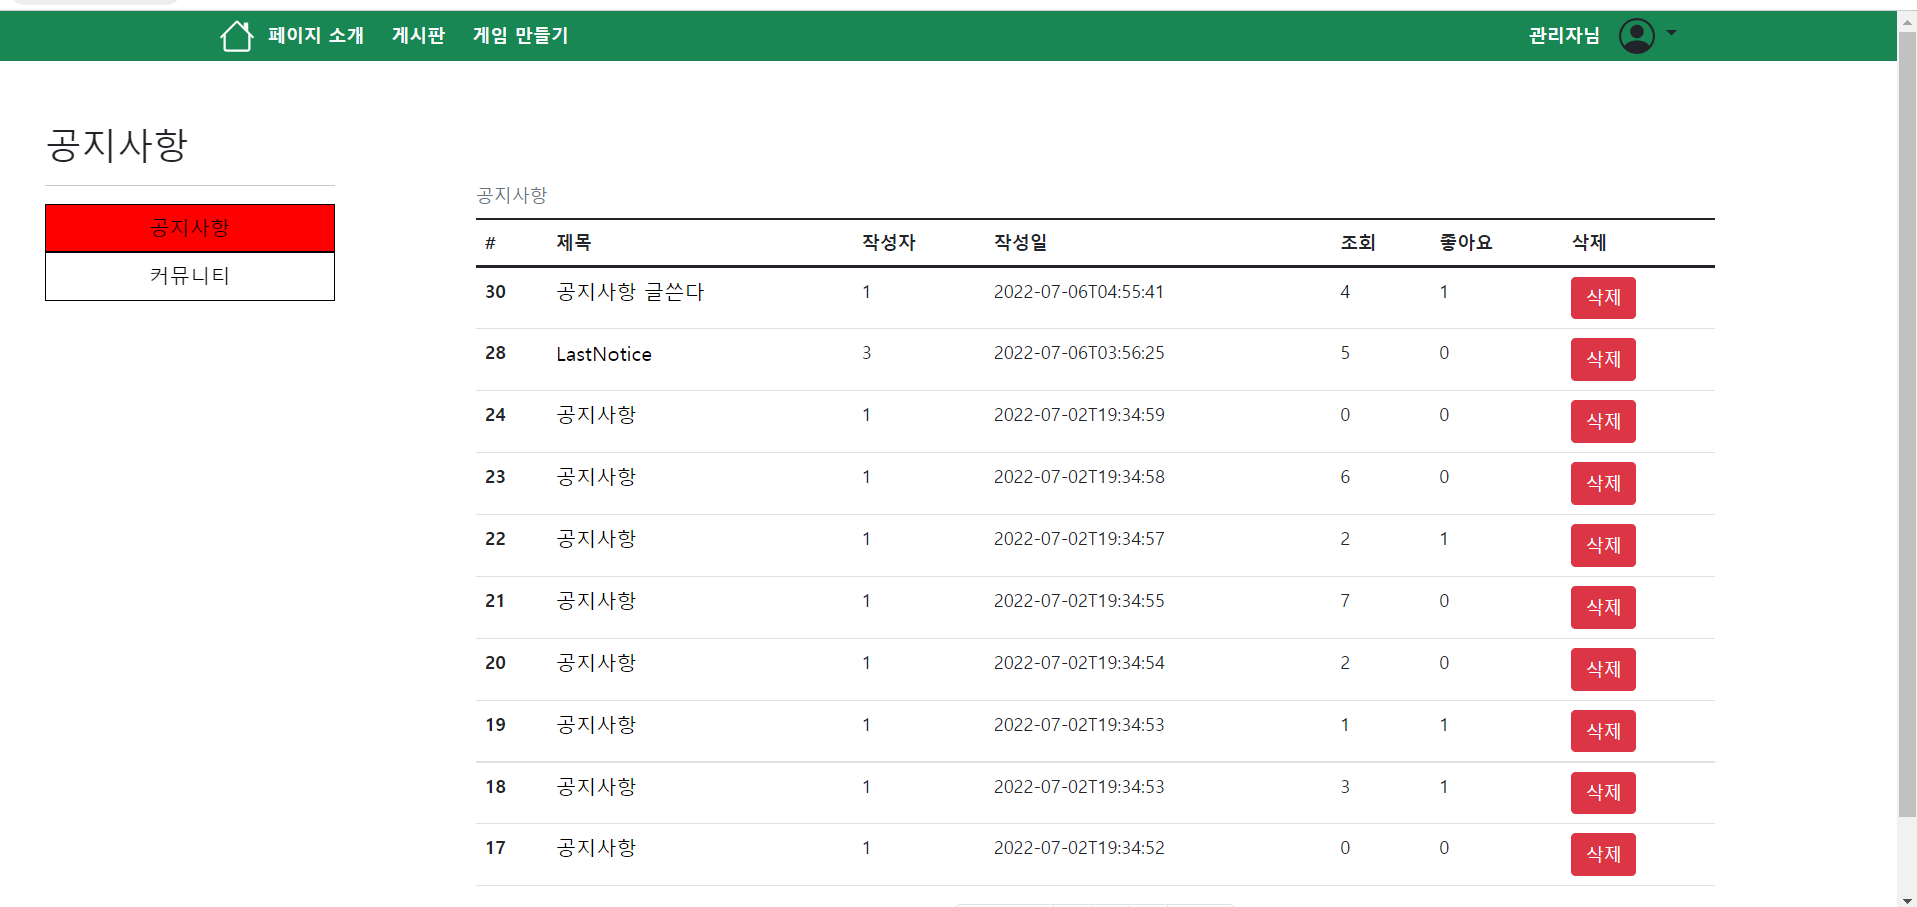 페이지 소개 게시판 게임 만들기 관리자님
공지사항
공지사항
커뮤니티
공지사항
# 제목 작성자 작성일 조회 좋아요 삭제
30 공지사항 글쓴다 1 2022-07-06T04:55:41 4 1 삭제
28 LastNotice 3 2022-07-06T03:56:25 5 0 삭제
24 공지사항 1 2022-07-02T19:34:59 0 0 삭제
23 공지사항 1 2022-07-02T19:34:58 6 0 삭제
22 공지사항 1 2022-07-02T19:34:57 2 1 삭제
21 공지사항 1 2022-07-02T19:34:55 7 0 삭제
20 공지사항 1 2022-07-02T19:34:54 2 0 삭제
19 공지사항 1 2022-07-02T19:34:53 1 1 삭제
18 공지사항 1 2022-07-02T19:34:53 3 1 삭제
17 공지사항 1 2022-07-02T19:34:52 0 0 삭제